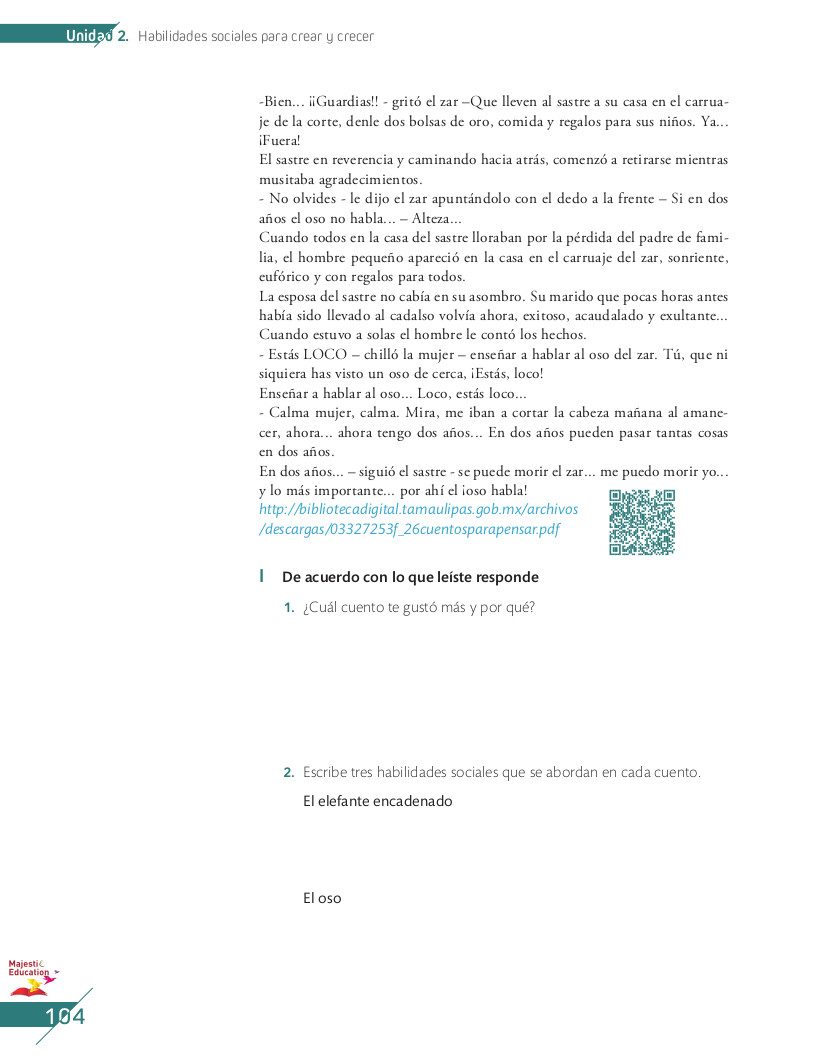 Unidad 2. Habilidades sociales para crear y crecer
-Bien... ¡¡Guardias!! - gritó el zar –Que lleven al sastre a su casa en el carrua-
je de la corte, denle dos bolsas de oro, comida y regalos para sus niños. Ya...
¡Fuera!
El sastre en reverencia y caminando hacia atrás, comenzó a retirarse mientras
musitaba agradecimientos.
- No olvides - le dijo el zar apuntándolo con el dedo a la frente – Si en dos
años el oso no habla... – Alteza...
Cuando todos en la casa del sastre lloraban por la pérdida del padre de fami-
lia, el hombre pequeño apareció en la casa en el carruaje del zar, sonriente,
eufórico y con regalos para todos.
La esposa del sastre no cabía en su asombro. Su marido que pocas horas antes
había sido llevado al cadalso volvía ahora, exitoso, acaudalado y exultante...
Cuando estuvo a solas el hombre le contó los hechos.
- Estás LOCO – chilló la mujer – enseñar a hablar al oso del zar. Tú, que ni
siquiera has visto un oso de cerca, ¡Estás, loco!
Enseñar a hablar al oso... Loco, estás loco...
- Calma mujer, calma. Mira, me iban a cortar la cabeza mañana al amane-
cer, ahora... ahora tengo dos años... En dos años pueden pasar tantas cosas
en dos años.
En dos años... – siguió el sastre - se puede morir el zar... me puedo morir yo...
y lo más importante... por ahí el ¡oso habla!
http://bibliotecadigital.tamaulipas.gob.mx/archivos
/descargas/03327253f_26cuentosparapensar.pdf
I De acuerdo con lo que leíste responde
1. ¿Cuál cuento te gustó más y por qué?
2. Escribe tres habilidades sociales que se abordan en cada cuento.
El elefante encadenado
El oso
Majestic
Education
104